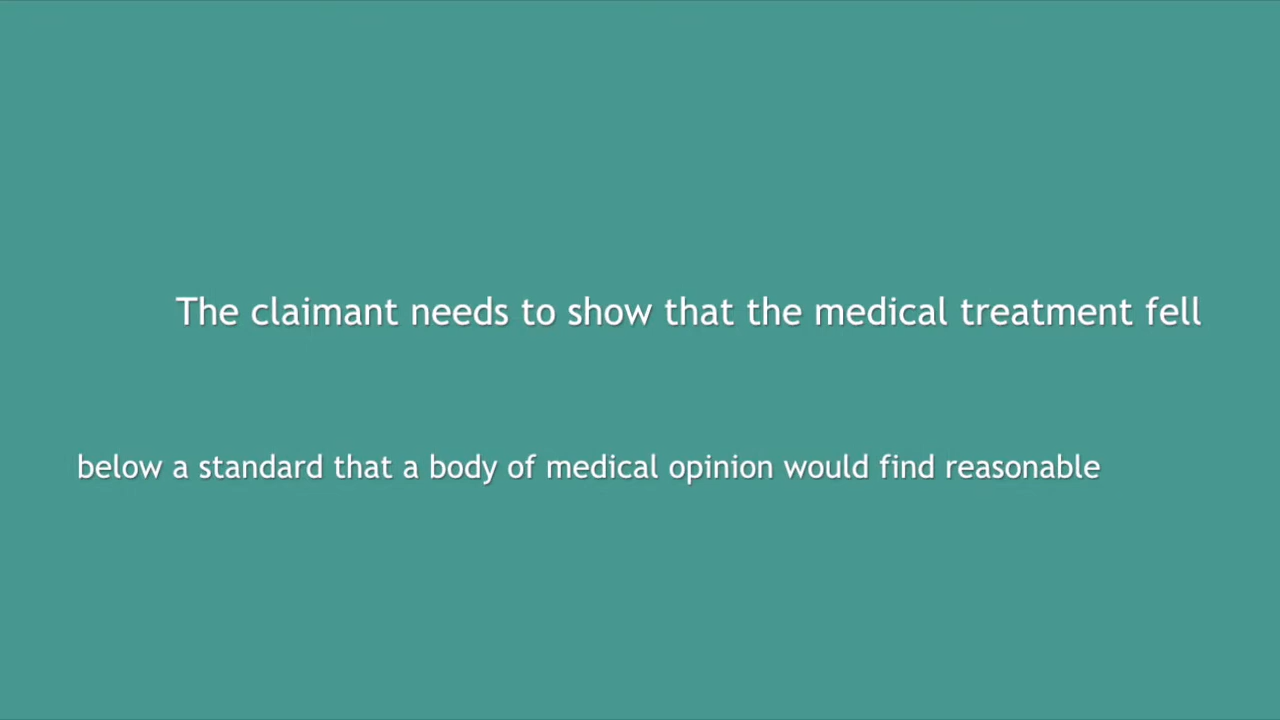 The claimant needs to show that the medical treatment fell
below a standard that a body of medical opinion would find reasonable